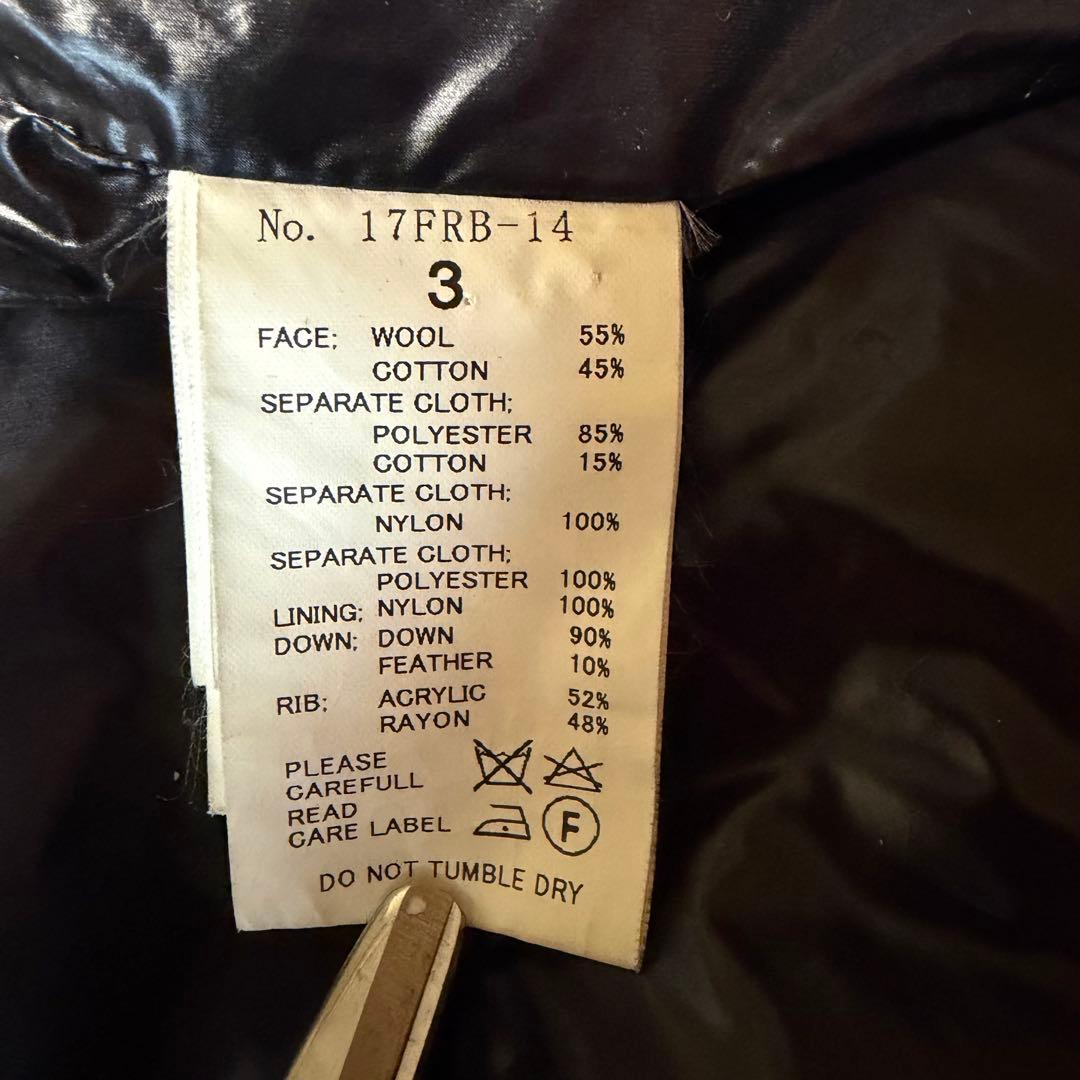 No. 17FRB-14
3
FACE; WOOL 55%
COTTON 45%
SEPARATE CLOTH;
POLYESTER 85%
COTTON 15%
SEPARATE CLOTH;
NYLON 100%
SEPARATE CLOTH;
POLYESTER 100%
LINING; NYLON 100%
DOWN; DOWN 90%
FEATHER 10%
RIB; ACRYLIC 52%
RAYON 48%
PLEASE
CAREFULL
READ
CARE LABEL
F
DO NOT TUMBLE DRY